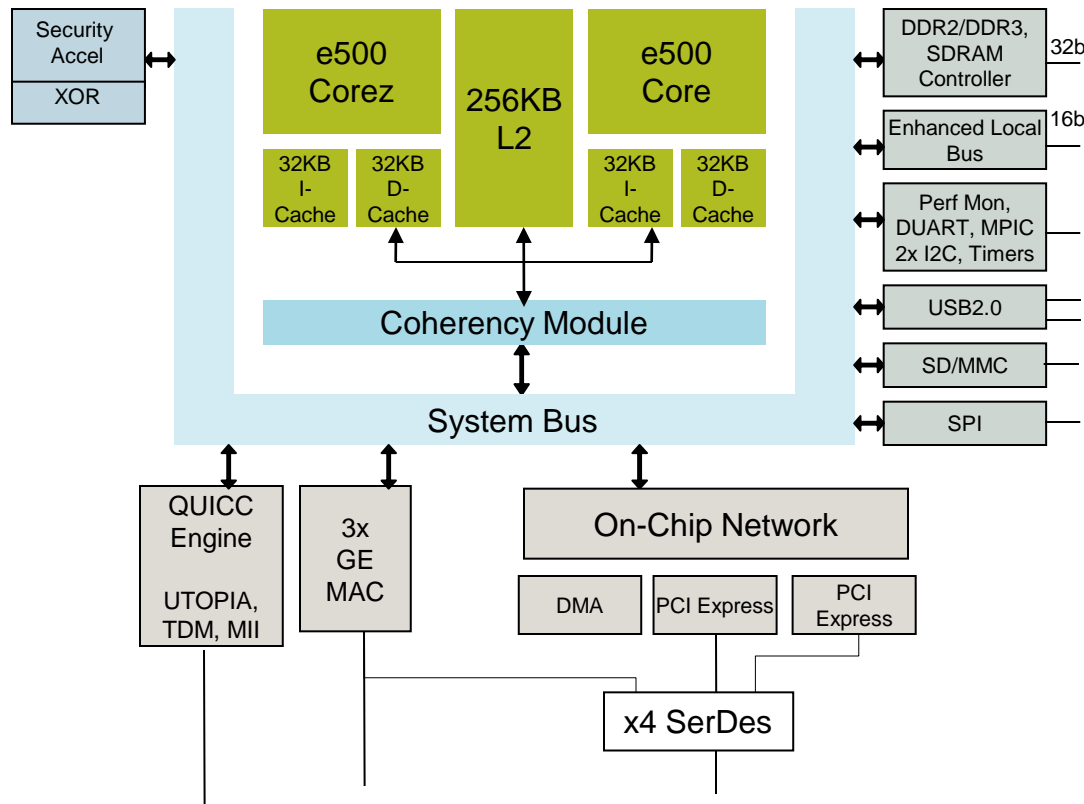 Security
Accel
XOR
e500
Corez
256KB
L2
e500
Core
32KB
I-
Cache
32KB
D-
Cache
32KB
I-
Cache
32KB
D-
Cache
Coherency Module
System Bus
DDR2/DDR3,
SDRAM
Controller
32b
Enhanced Local
Bus
16b
Perf Mon,
DUART, MPIC
2x I2C, Timers
USB2.0
SD/MMC
SPI
QUICC
Engine
UTOPIA,
TDM, MII
3x
GE
MAC
On-Chip Network
DMA
PCI Express
PCI
Express
x4 SerDes